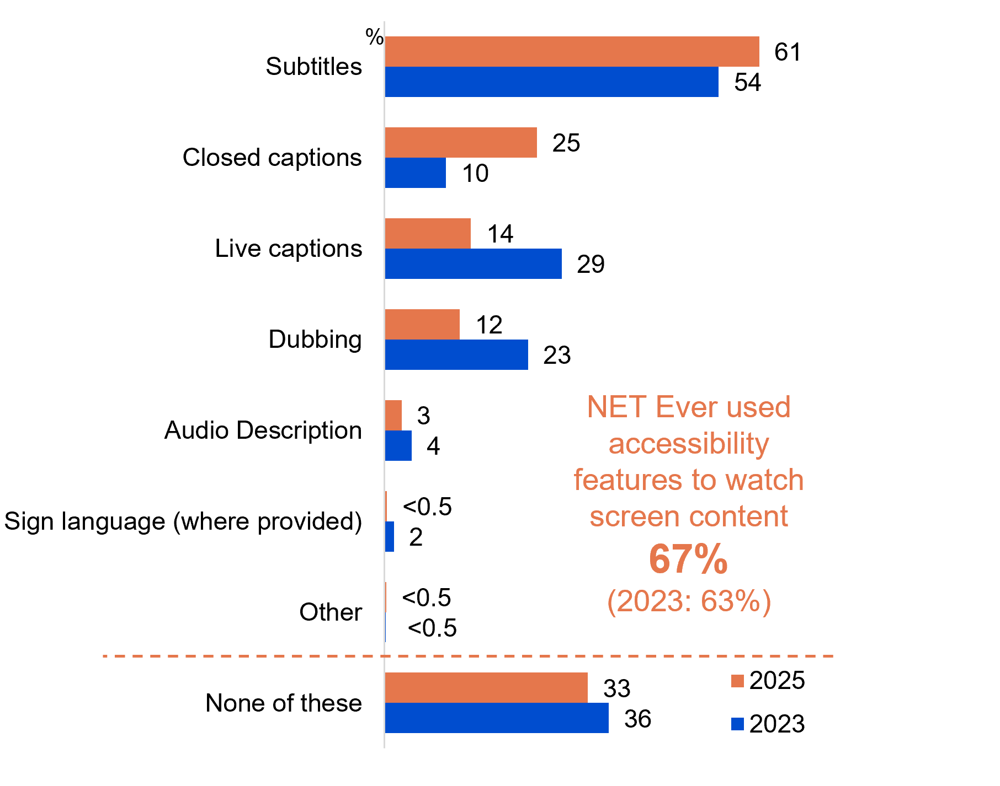 %
Subtitles
61
54
Closed captions
25
10
Live captions
14
29
Dubbing
12
23
Audio Description
3
4
Sign language (where provided)
<0.5
2
Other
<0.5
<0.5
NET Ever used
accessibility
features to watch
screen content
67%
(2023: 63%)
None of these
33
36
2025
2023